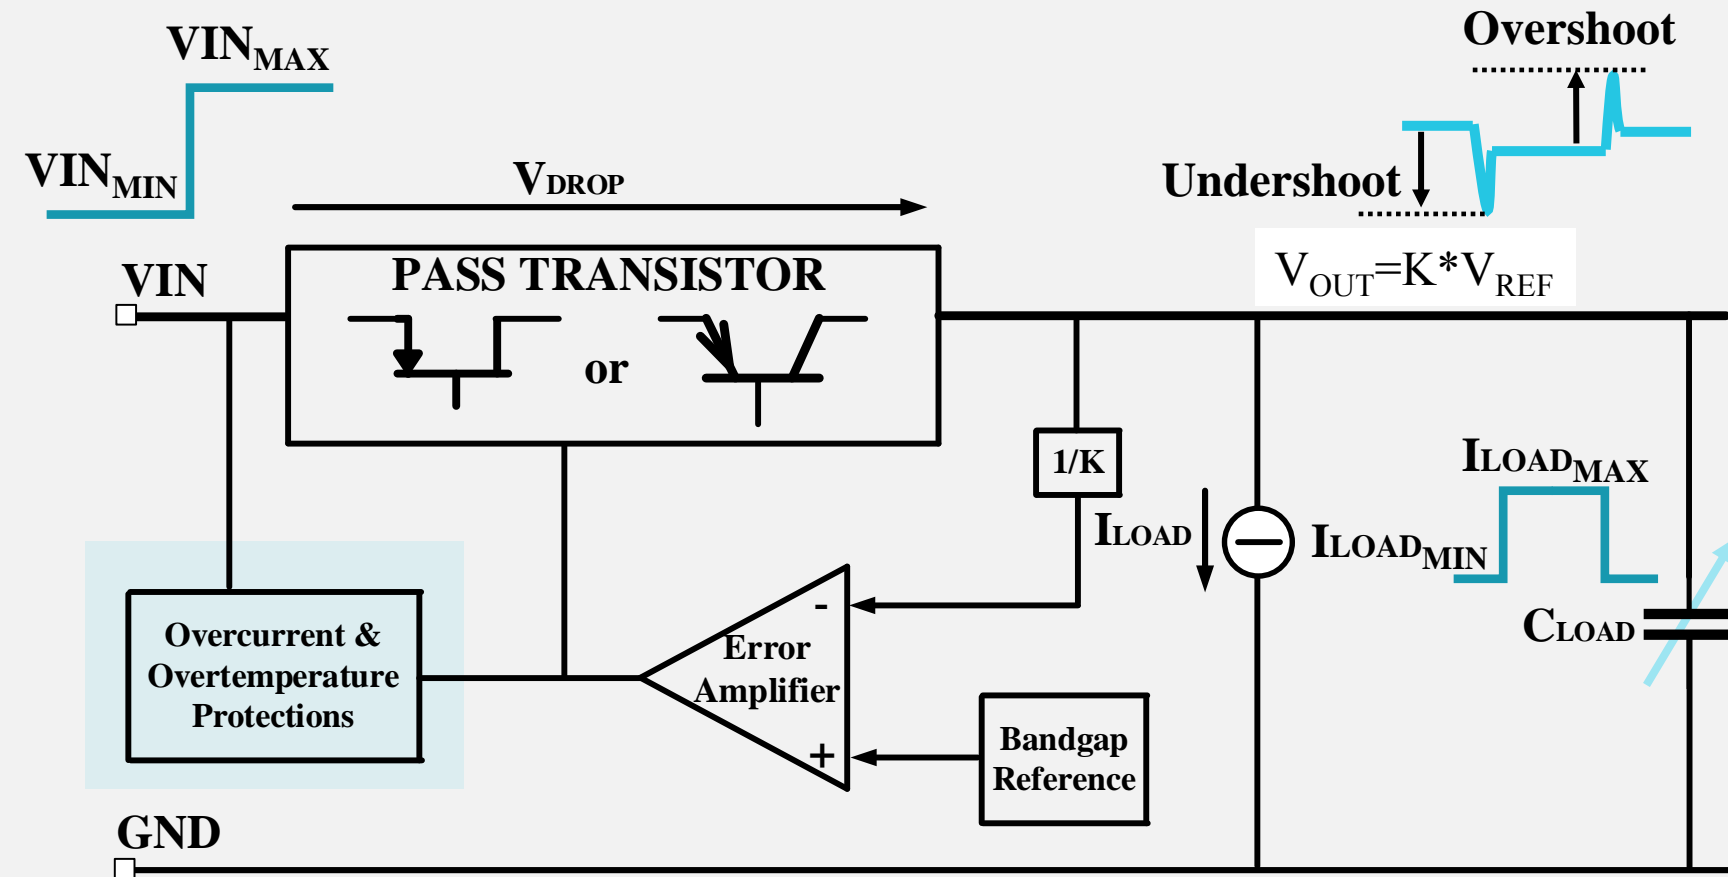 Overshoot
VINMAX
VINMIN
VDROP
Undershoot
VIN
PASS TRANSISTOR
VOUT=K*VREF
or
1/K
ILOADMAX
ILOAD
ILOADMIN
CLOAD
-
Error
Amplifier
+
Overcurrent &
Overtemperature
Protections
Bandgap
Reference
GND